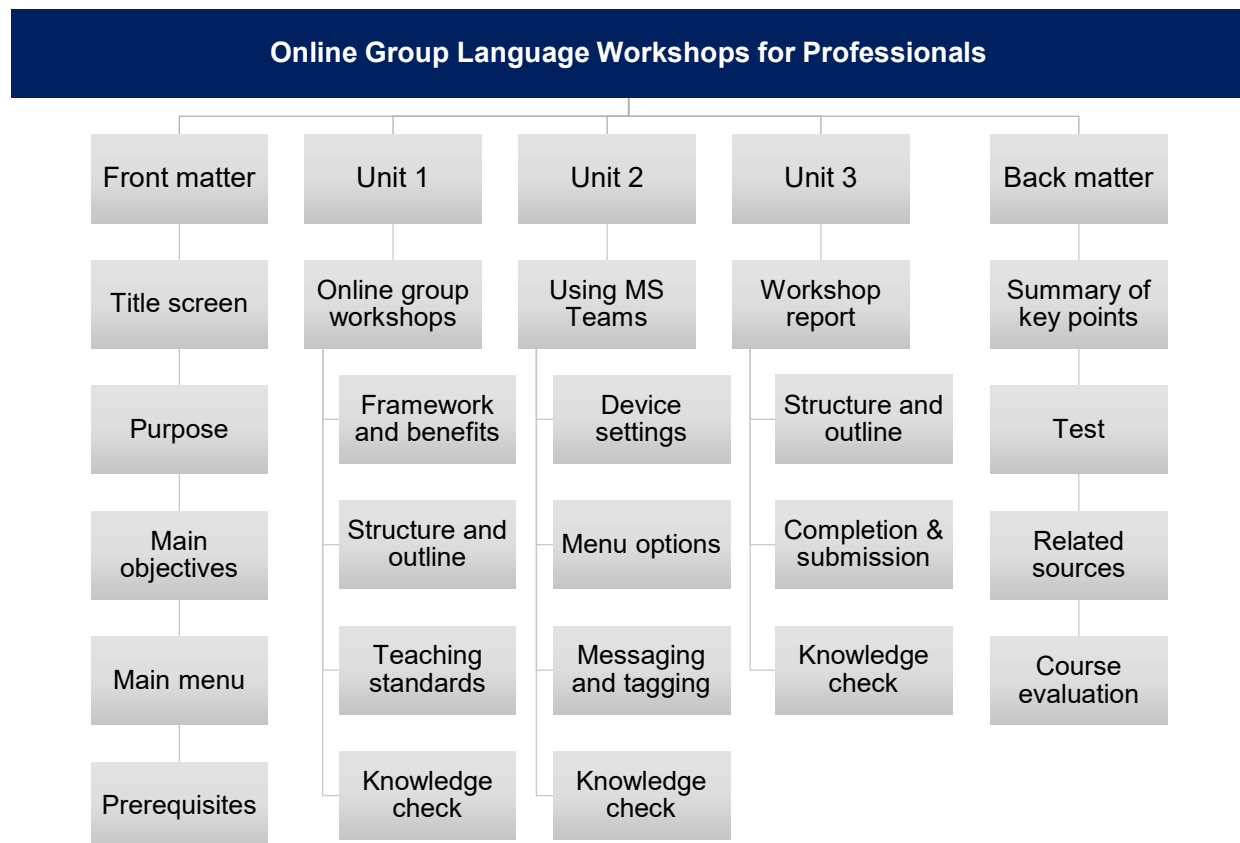 Online Group Language Workshops for Professionals
Front matter
Title screen
Purpose
Main
objectives
Main menu
Prerequisites
Unit 1
Online group
workshops
Framework
and benefits
Structure and
outline
Teaching
standards
Knowledge
check
Unit 2
Using MS
Teams
Device
settings
Menu options
Messaging
and tagging
Knowledge
check
Unit 3
Workshop
report
Structure and
outline
Completion &
submission
Knowledge
check
Back matter
Summary of
key points
Test
Related
sources
Course
evaluation